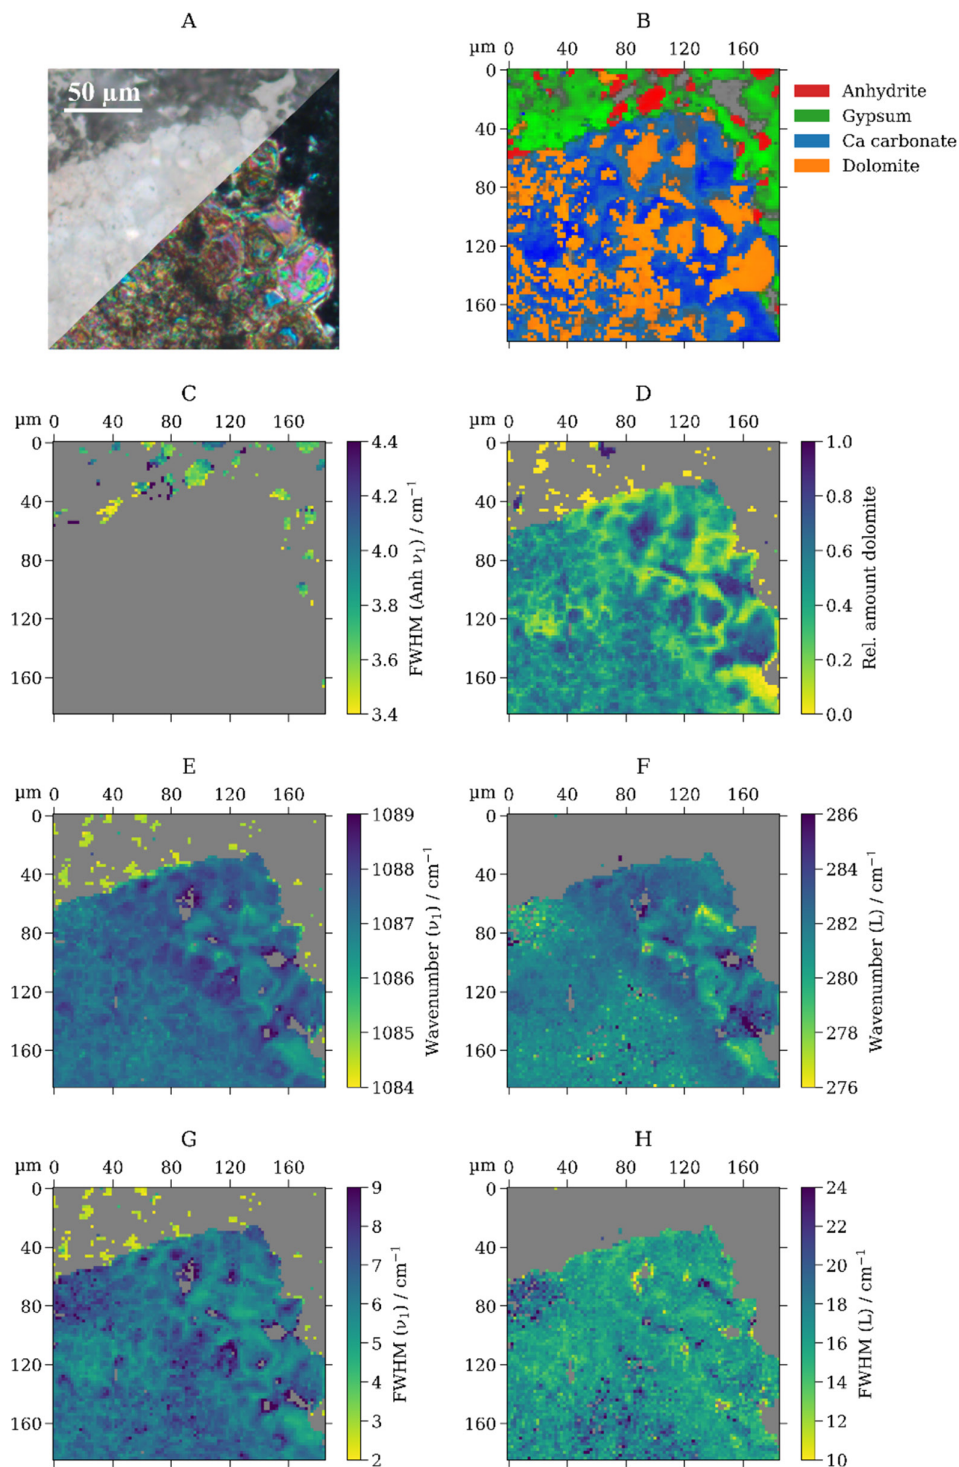 A
B
50 µm
µm 0 40 80 120 160
0
40
80
120
160
Anhydrite
Gypsum
Ca carbonate
Dolomite
C
D
µm 0 40 80 120 160
0
40
80
120
160
4.4
4.2
4.0
3.8
3.6
3.4
FWHM (Anh ν₁) / cm⁻¹
µm 0 40 80 120 160
0
40
80
120
160
1.0
0.8
0.6
0.4
0.2
0.0
Rel. amount dolomite
E
F
µm 0 40 80 120 160
0
40
80
120
160
1089
1088
1087
1086
1085
1084
Wavenumber (ν₁) / cm⁻¹
µm 0 40 80 120 160
0
40
80
120
160
286
284
282
280
278
276
Wavenumber (L) / cm⁻¹
G
H
µm 0 40 80 120 160
0
40
80
120
160
9
8
7
6
5
4
3
2
FWHM (ν₁) / cm⁻¹
µm 0 40 80 120 160
0
40
80
120
160
24
22
20
18
16
14
12
10
FWHM (L) / cm⁻¹